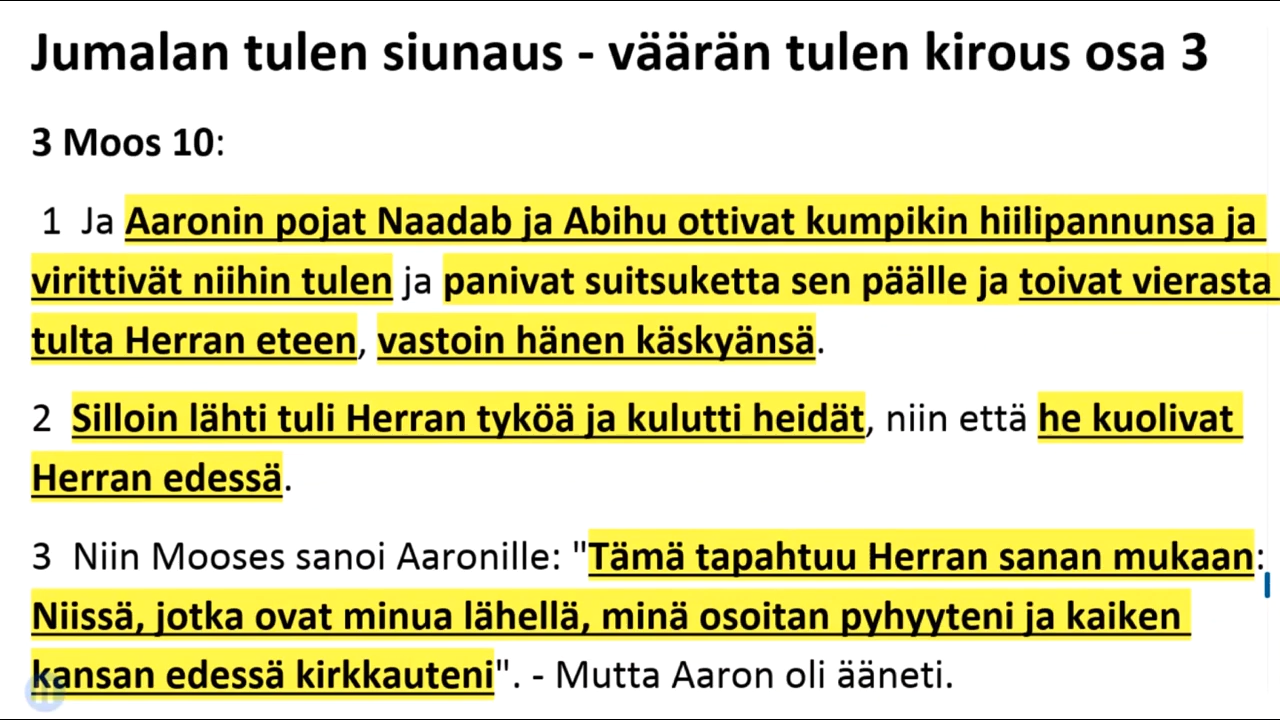 Jumalan tulen siunaus - väärän tulen kirous osa 3
3 Moos 10:
1 Ja Aaronin pojat Naadab ja Abihu ottivat kumpikin hiilipannunsa ja
virittivät niihin tulen ja panivat suitsuketta sen päälle ja toivat vierasta
tulta Herran eteen, vastoin hänen käskyänsä.
2 Silloin lähti tuli Herran tyköä ja kulutti heidät, niin että he kuolivat
Herran edessä.
3 Niin Mooses sanoi Aaronille: "Tämä tapahtuu Herran sanan mukaan:
Niissä, jotka ovat minua lähellä, minä osoitan pyhyyteni ja kaiken
kansan edessä kirkkauteni". - Mutta Aaron oli ääneti.